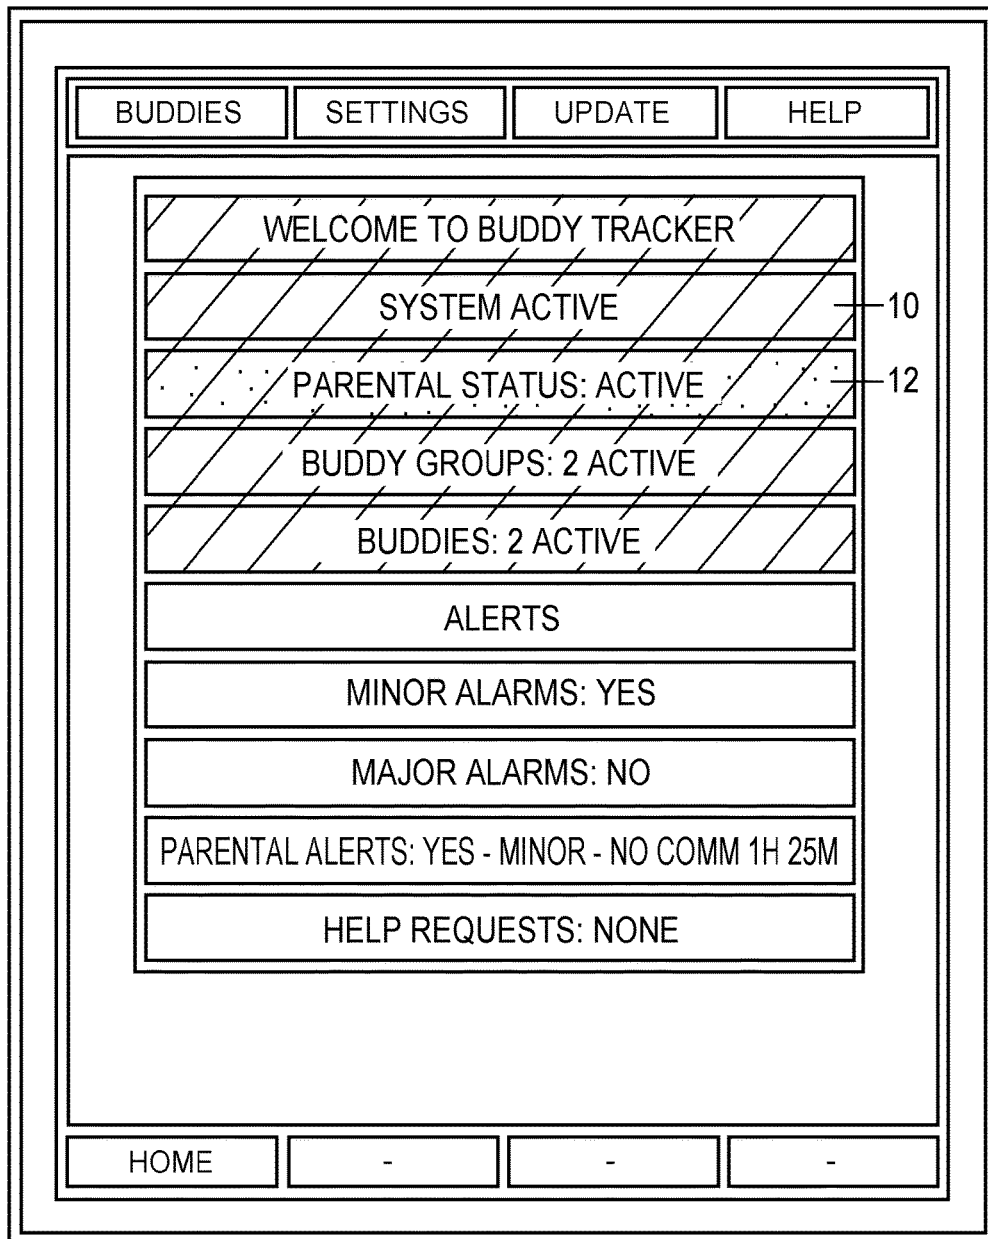 BUDDIES SETTINGS UPDATE HELP
WELCOME TO BUDDY TRACKER
SYSTEM ACTIVE 10
PARENTAL STATUS: ACTIVE 12
BUDDY GROUPS: 2 ACTIVE
BUDDIES: 2 ACTIVE
ALERTS
MINOR ALARMS: YES
MAJOR ALARMS: NO
PARENTAL ALERTS: YES - MINOR - NO COMM 1H 25M
HELP REQUESTS: NONE
HOME - - -